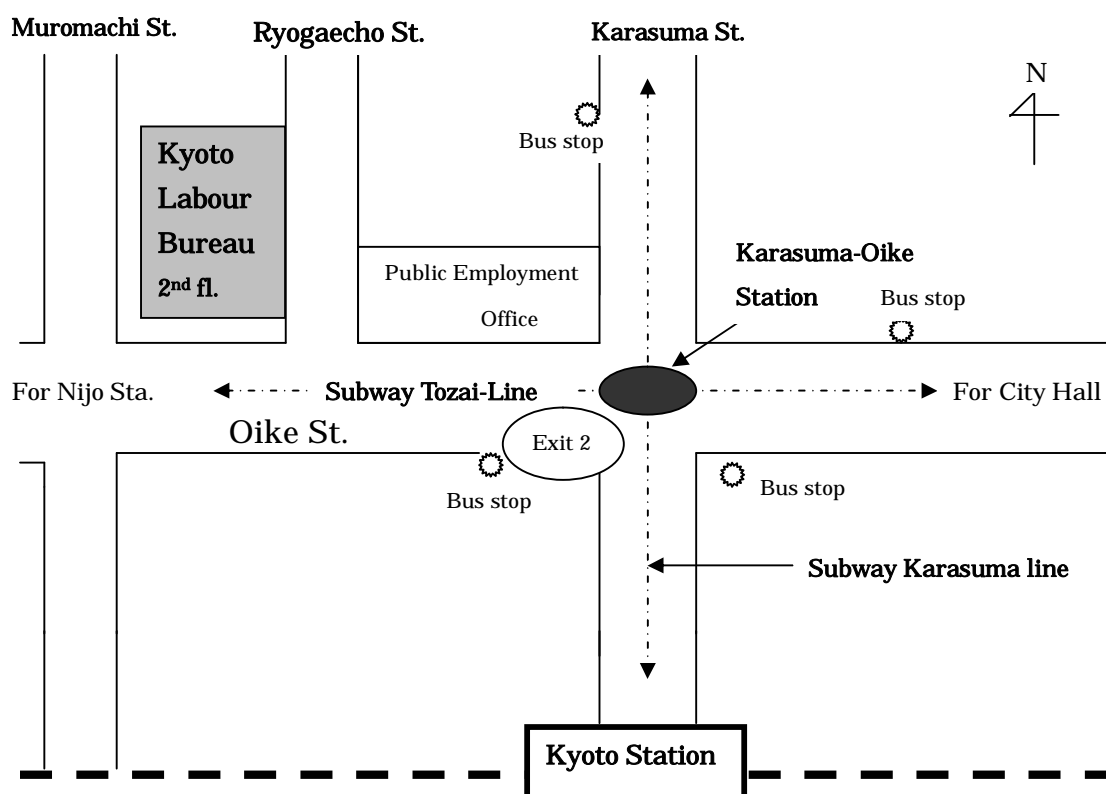 Muromachi St.
Ryogaecho St.
Karasuma St.
N
Bus stop
Kyoto
Labour
Bureau
2nd fl.
Public Employment
Office
Karasuma-Oike
Station
Bus stop
For Nijo Sta.
Subway Tozai-Line
For City Hall
Oike St.
Exit 2
Bus stop
Bus stop
Subway Karasuma line
Kyoto Station